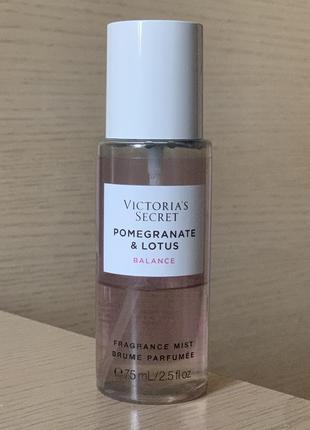 VICTORIA'S
SECRET
POMEGRANATE
& LOTUS
BALANCE
FRAGRANCE MIST
BRUME PARFUMÉE
℮75 mL/2.5 fl oz